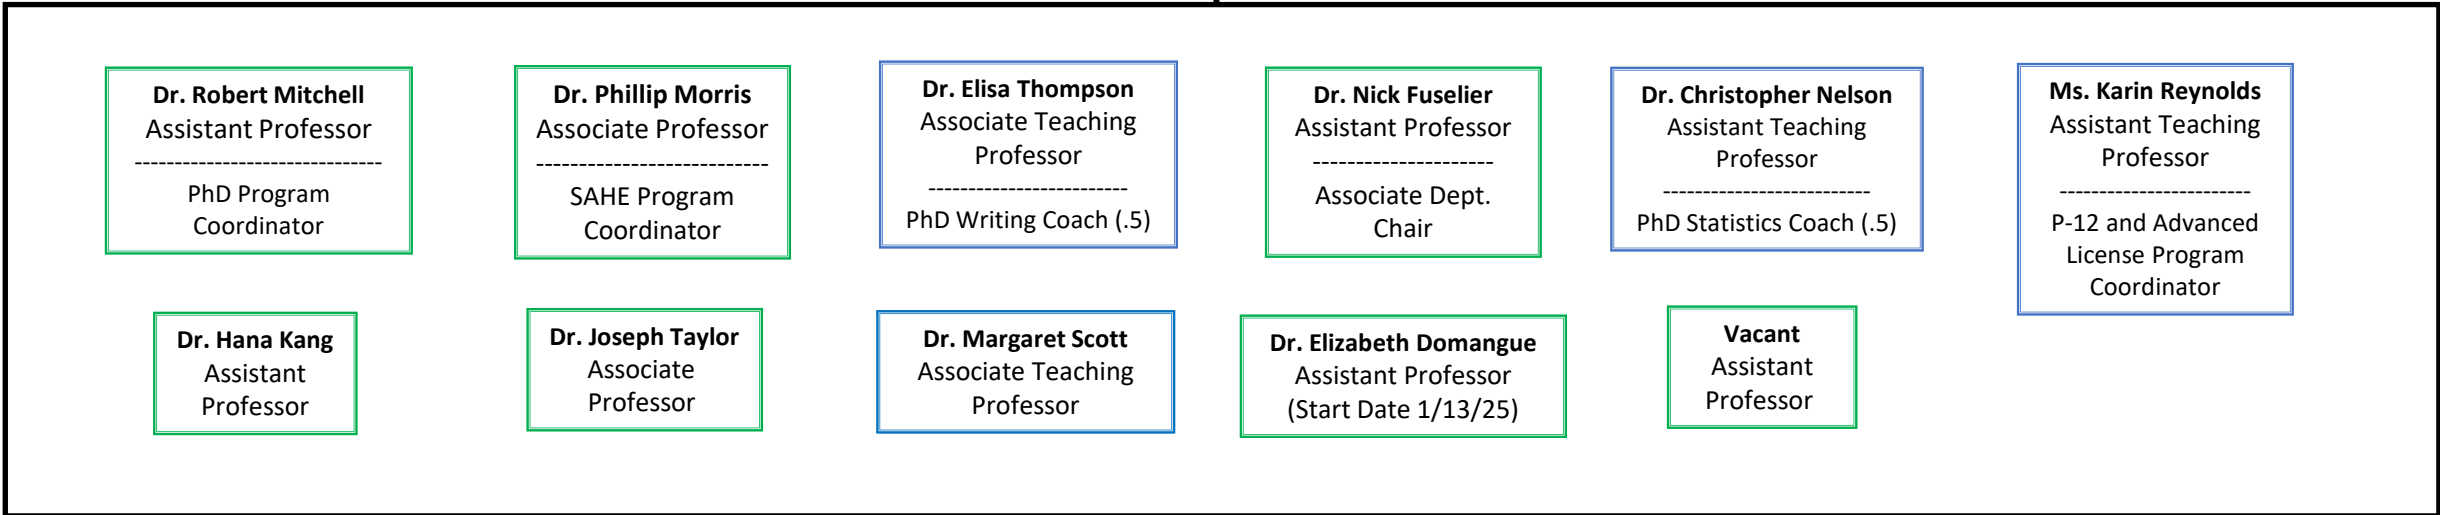 Dr. Robert Mitchell
Assistant Professor
-------------------------------
PhD Program
Coordinator
Dr. Phillip Morris
Associate Professor
---------------------------
SAHE Program
Coordinator
Dr. Elisa Thompson
Associate Teaching
Professor
-------------------------
PhD Writing Coach (.5)
Dr. Nick Fuselier
Assistant Professor
---------------------
Associate Dept.
Chair
Dr. Christopher Nelson
Assistant Teaching
Professor
--------------------------
PhD Statistics Coach (.5)
Ms. Karin Reynolds
Assistant Teaching
Professor
------------------------
P-12 and Advanced
License Program
Coordinator
Dr. Hana Kang
Assistant
Professor
Dr. Joseph Taylor
Associate
Professor
Dr. Margaret Scott
Associate Teaching
Professor
Dr. Elizabeth Domangue
Assistant Professor
(Start Date 1/13/25)
Vacant
Assistant
Professor